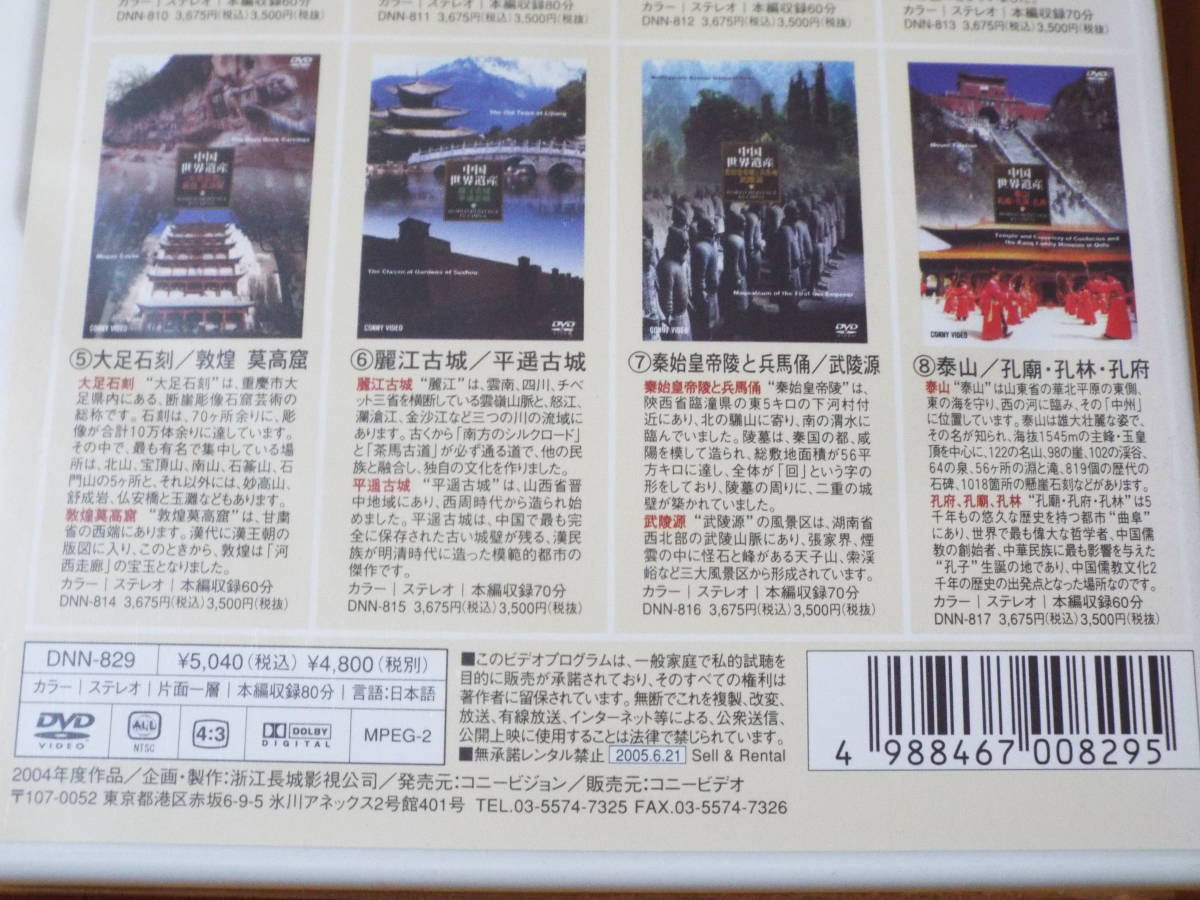 カラー│ステレオ│本編収録60分
DNN-810 3,675円(税込)3,500円(税抜)
カラー│ステレオ│本編収録80分
DNN-811 3,675円(税込)3,500円(税抜)
カラー│ステレオ│本編収録60分
DNN-812 3,675円(税込)3,500円(税抜)
カラー│ステレオ│本編収録70分
DNN-813 3,675円(税込)3,500円(税抜)
DVD
中国
世界遺産
Mogao Caves
CONNY VIDEO
⑤大足石刻/敦煌 莫高窟
大足石刻 “大足石刻”は、重慶市大
足県内にある、断崖彫像石窟芸術の
総称です。石刻は、70ヶ所余りに、彫
像が合計10万体余りに達しています。
その中で、最も有名で集中している場
所は、北山、宝頂山、南山、石篆山、石
門山の5ヶ所と、それ以外には、妙高山、
舒成岩、仏安橋と玉灘などもあります。
敦煌莫高窟 “敦煌莫高窟”は、甘粛
省の西端にあります。漢代に漢王朝の
版図に入り、このときから、敦煌は「河
西走廊」の宝玉となりました。
カラー│ステレオ│本編収録60分
DNN-814 3,675円(税込)3,500円(税抜)
The Old Town of Lijiang
中国
世界遺産
The Classical Gardens of Suzhou
CONNY VIDEO
DVD
⑥麗江古城/平遥古城
麗江古城 “麗江”は、雲南、四川、チベ
ット三省を横断している雲嶺山脈と、怒江、
瀾滄江、金沙江など三つの川の流域に
あります。古くから「南方のシルクロード」
と「茶馬古道」が必ず通る道で、他の民
族と融合し、独自の文化を作りました。
平遥古城 “平遥古城”は、山西省晋
中地域にあり、西周時代から造られ始
めました。平遥古城は、中国で最も完
全に保存された古い城壁が残る、漢民
族が明清時代に造った模範的都市の
傑作です。
カラー│ステレオ│本編収録70分
DNN-815 3,675円(税込)3,500円(税抜)
中国
世界遺産
Mausoleum of the First Qin Emperor
CONNY VIDEO
DVD
⑦秦始皇帝陵と兵馬俑/武陵源
秦始皇帝陵と兵馬俑 “秦始皇帝陵”は、
陝西省臨潼県の東5キロの下河村付
近にあり、北の驪山に寄り、南の渭水に
臨んでいました。陵墓は、秦国の都、咸
陽を模して造られ、総敷地面積が56平
方キロに達し、全体が「回」という字の
形をしており、陵墓の周りに、二重の城
壁が築かれていました。
武陵源 “武陵源”の風景区は、湖南省
西北部の武陵山脈にあり、張家界、煙
雲の中に怪石と峰がある天子山、索渓
峪など三大風景区から形成されています。
カラー│ステレオ│本編収録70分
DNN-816 3,675円(税込)3,500円(税抜)
DVD
Mount Taishan
中国
世界遺産
Temple and Cemetery of Confucius and
the Kong Family Mansion in Qufu
CONNY VIDEO
⑧泰山/孔廟・孔林・孔府
泰山 “泰山”は山東省の華北平原の東側、
東の海を守り、西の河に臨み、その「中州」
に位置しています。泰山は雄大壮麗な姿で、
その名が知られ、海抜1545mの主峰・玉皇
頂を中心に、122の名山、98の崖、102の渓谷、
64の泉、56ヶ所の淵と滝、819個の歴代の
石碑、1018箇所の懸崖石刻などがあります。
孔府、孔廟、孔林 “孔廟・孔府・孔林”は5
千年もの悠久な歴史を持つ都市“曲阜”
にあり、世界で最も偉大な哲学者、中国儒
教の創始者、中華民族に最も影響を与えた
“孔子”生誕の地であり、中国儒教文化2
千年の歴史の出発点となった場所なのです。
カラー│ステレオ│本編収録60分
DNN-817 3,675円(税込)3,500円(税抜)
DNN-829 ¥5,040(税込) ¥4,800(税別)
カラー│ステレオ│片面一層│本編収録80分│言語:日本語
DVD VIDEO ALL NTSC 4:3 DOLBY DIGITAL MPEG-2
■このビデオプログラムは、一般家庭で私的試聴を
目的に販売が承諾されており、そのすべての権利は
著作者に留保されています。無断でこれを複製、改変、
放送、有線放送、インターネット等による、公衆送信、
公開上映に使用することは法律で禁じられています。
■無承諾レンタル禁止 2005.6.21 Sell & Rental
4 988467 008295
2004年度作品/企画・製作:浙江長城影視公司/発売元:コニービジョン/販売元:コニービデオ
〒107-0052 東京都港区赤坂6-9-5 氷川アネックス2号館401号 TEL.03-5574-7325 FAX.03-5574-7326